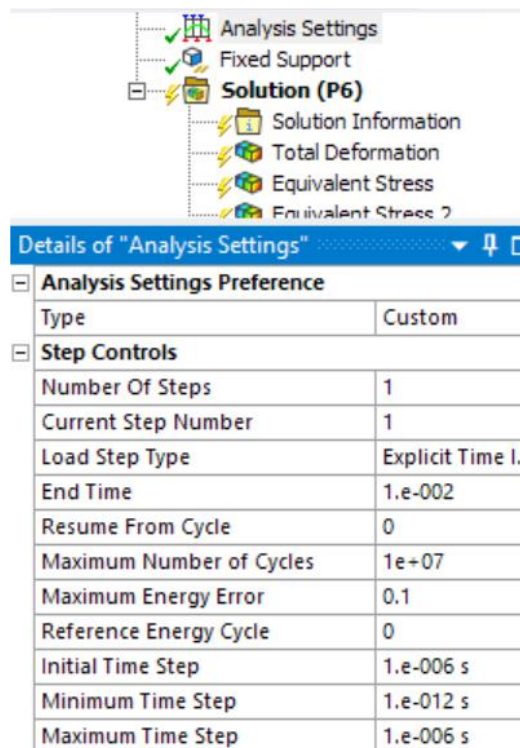 Analysis Settings
Fixed Support
Solution (P6)
Solution Information
Total Deformation
Equivalent Stress
Equivalent Stress 2
Details of "Analysis Settings"
Analysis Settings Preference
Type Custom
Step Controls
Number Of Steps 1
Current Step Number 1
Load Step Type Explicit Time I.
End Time 1.e-002
Resume From Cycle 0
Maximum Number of Cycles 1e+07
Maximum Energy Error 0.1
Reference Energy Cycle 0
Initial Time Step 1.e-006 s
Minimum Time Step 1.e-012 s
Maximum Time Step 1.e-006 s